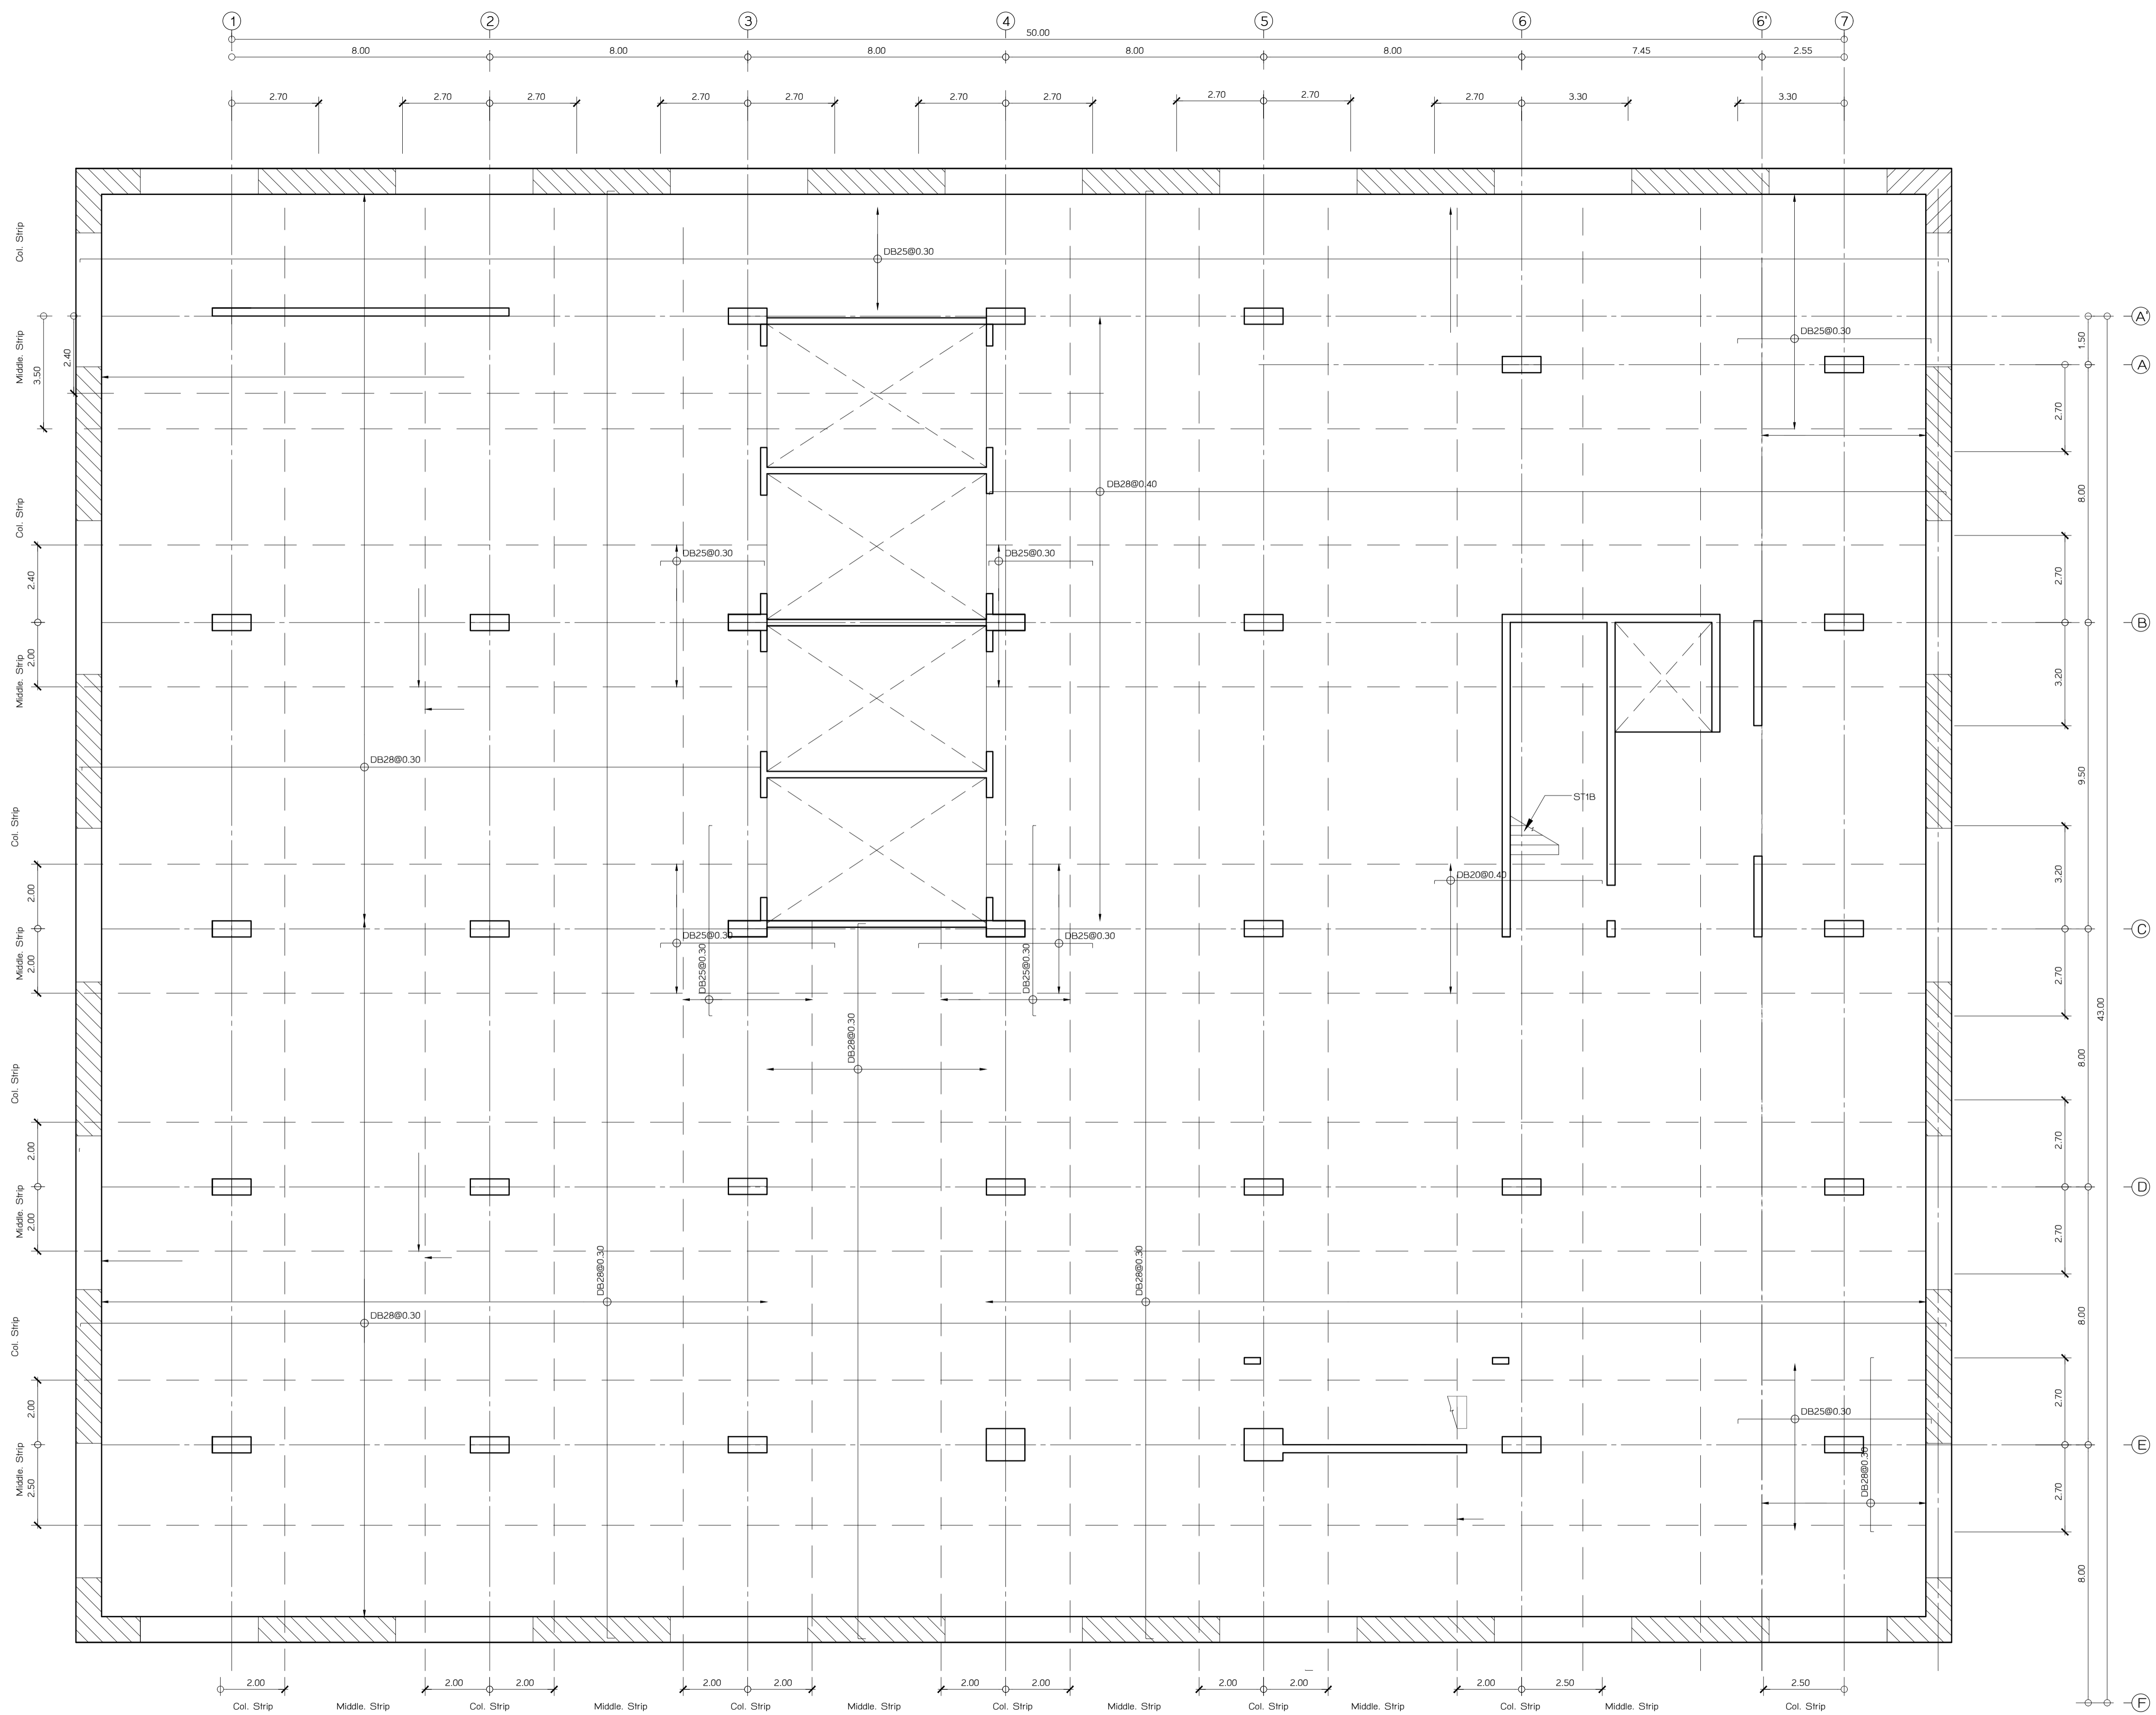 1 2 3 4 5 6 6' 7
50.00
8.00 8.00 8.00 8.00 8.00 7.45 2.55
2.70 2.70 2.70 2.70 2.70 2.70 2.70 2.70 2.70 2.70 3.30 3.30
Col. Strip
DB25@0.30
A'
Middle. Strip
3.50
2.40
DB25@0.30
1.50
A
2.70
DB28@0.40
8.00
Col. Strip
DB25@0.30
DB25@0.30
2.40
2.70
B
2.00
Middle. Strip
3.20
DB28@0.30
9.50
ST1B
Col. Strip
2.00
DB20@0.40
3.20
C
DB25@0.30
DB25@0.30
Middle. Strip
2.00
DB25@0.30
DB25@0.30
2.70
43.00
DB28@0.30
8.00
Col. Strip
2.00
2.70
D
Middle. Strip
2.00
2.70
DB28@0.30
DB28@0.30
DB28@0.30
8.00
Col. Strip
2.00
2.70
DB25@0.30
E
Middle. Strip
2.50
DB28@0.30
2.70
8.00
2.00 2.00 2.00 2.00 2.00 2.00 2.00 2.00 2.00 2.00 2.50 2.50
Col. Strip Middle. Strip Col. Strip Middle. Strip Col. Strip Middle. Strip Col. Strip Middle. Strip Col. Strip Middle. Strip Col. Strip Middle. Strip Col. Strip
F